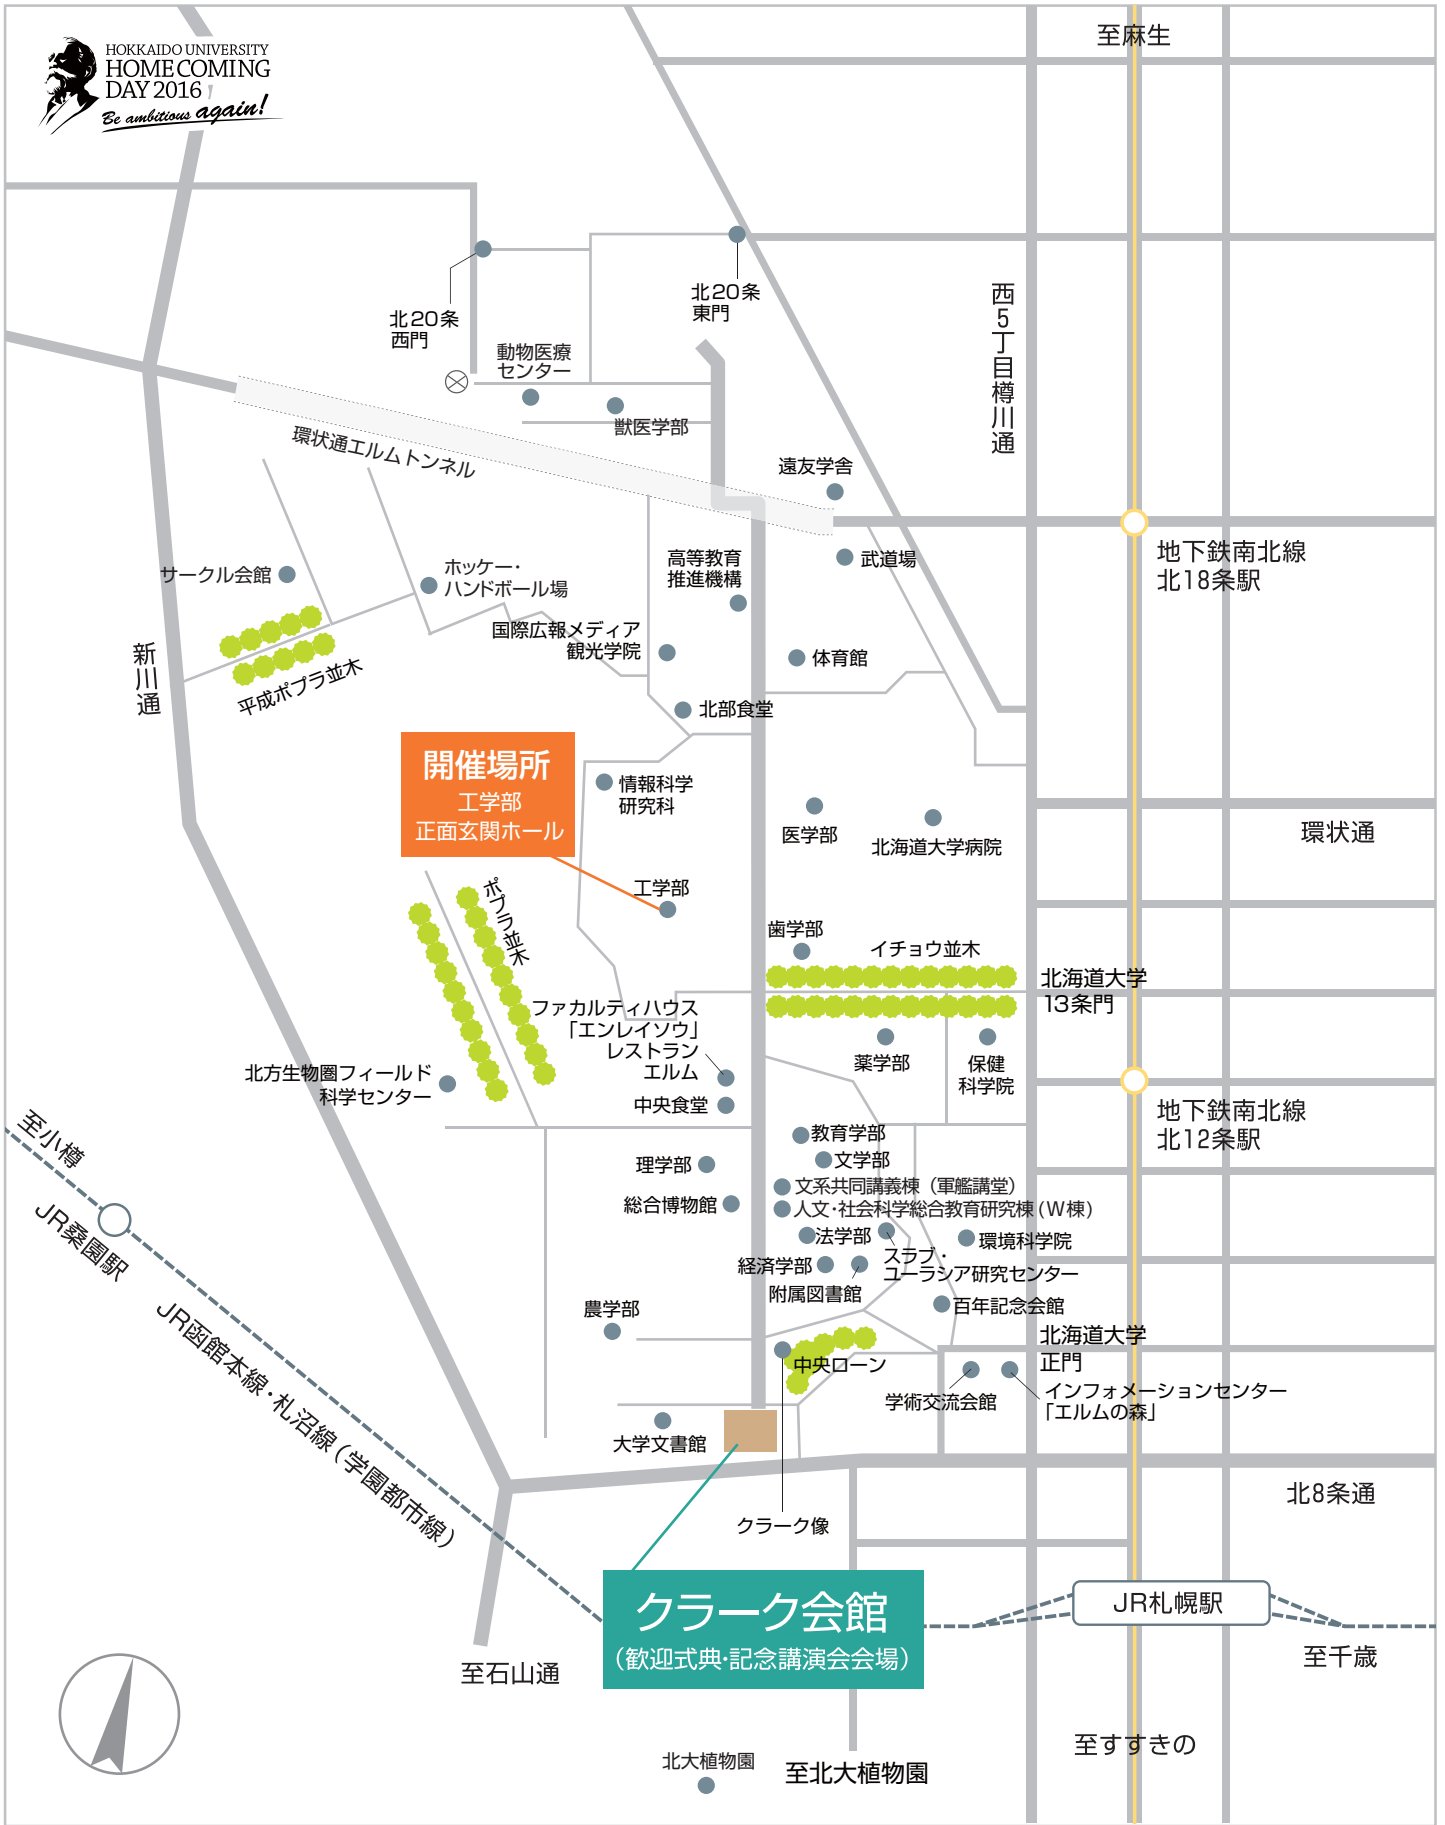 HOKKAIDO UNIVERSITY
HOME COMING
DAY 2016
Be ambitious again!
至麻生
北20条
西門
北20条
東門
西5丁目樽川通
動物医療
センター
獣医学部
環状通エルムトンネル
遠友学舎
地下鉄南北線
北18条駅
サークル会館
ホッケー・
ハンドボール場
高等教育
推進機構
武道場
国際広報メディア
観光学院
体育館
新川通
平成ポプラ並木
北部食堂
開催場所
工学部
正面玄関ホール
情報科学
研究科
医学部
北海道大学病院
環状通
工学部
ポプラ並木
歯学部
イチョウ並木
北海道大学
13条門
ファカルティハウス
「エンレイソウ」
レストラン
エルム
薬学部
保健
科学院
北方生物圏フィールド
科学センター
中央食堂
地下鉄南北線
北12条駅
至小樽
教育学部
文学部
理学部
文系共同講義棟（軍艦講堂）
総合博物館
人文・社会科学総合教育研究棟(W棟)
JR桑園駅
法学部
環境科学院
スラブ・
ユーラシア研究センター
経済学部
附属図書館
百年記念会館
農学部
JR函館本線・札沼線（学園都市線）
北海道大学
正門
中央ローン
学術交流会館
インフォメーションセンター
「エルムの森」
大学文書館
北8条通
クラーク像
クラーク会館
（歓迎式典・記念講演会会場）
JR札幌駅
至石山通
至千歳
至すすきの
北大植物園
至北大植物園